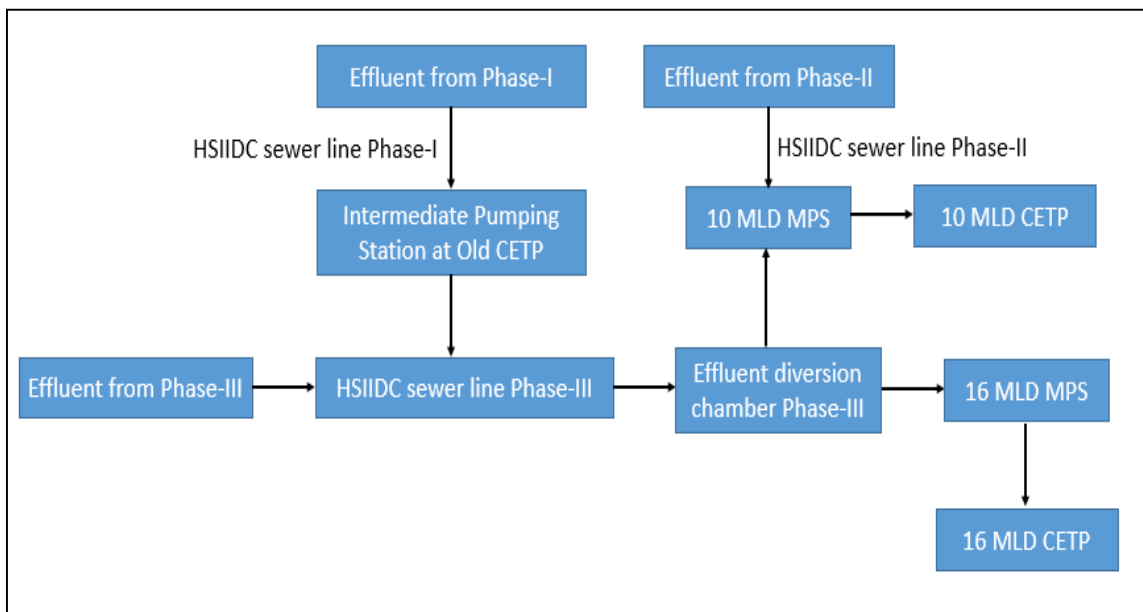 Effluent from Phase-I
Effluent from Phase-II
HSIIDC sewer line Phase-I
HSIIDC sewer line Phase-II
Intermediate Pumping
Station at Old CETP
10 MLD MPS
10 MLD CETP
Effluent from Phase-III
HSIIDC sewer line Phase-III
Effluent diversion
chamber Phase-III
16 MLD MPS
16 MLD CETP